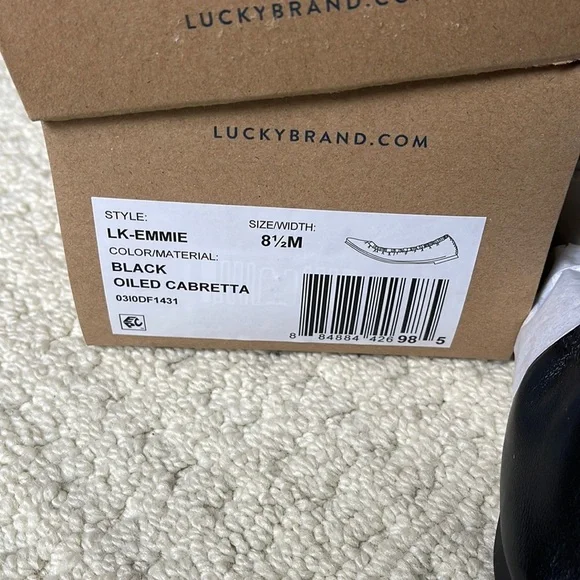 LUCKYBRAND.COM
LUCKYBRAND.COM
STYLE:
LK-EMMIE
SIZE/WIDTH:
8½M
COLOR/MATERIAL:
BLACK
OILED CABRETTA
03I0DF1431
8 84884 42698 5